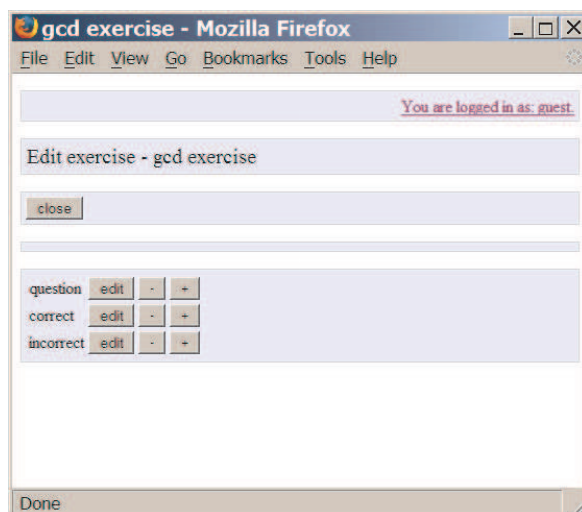 gcd exercise - Mozilla Firefox
File Edit View Go Bookmarks Tools Help
You are logged in as: guest.
Edit exercise - gcd exercise
close
question edit - +
correct edit - +
incorrect edit - +
Done